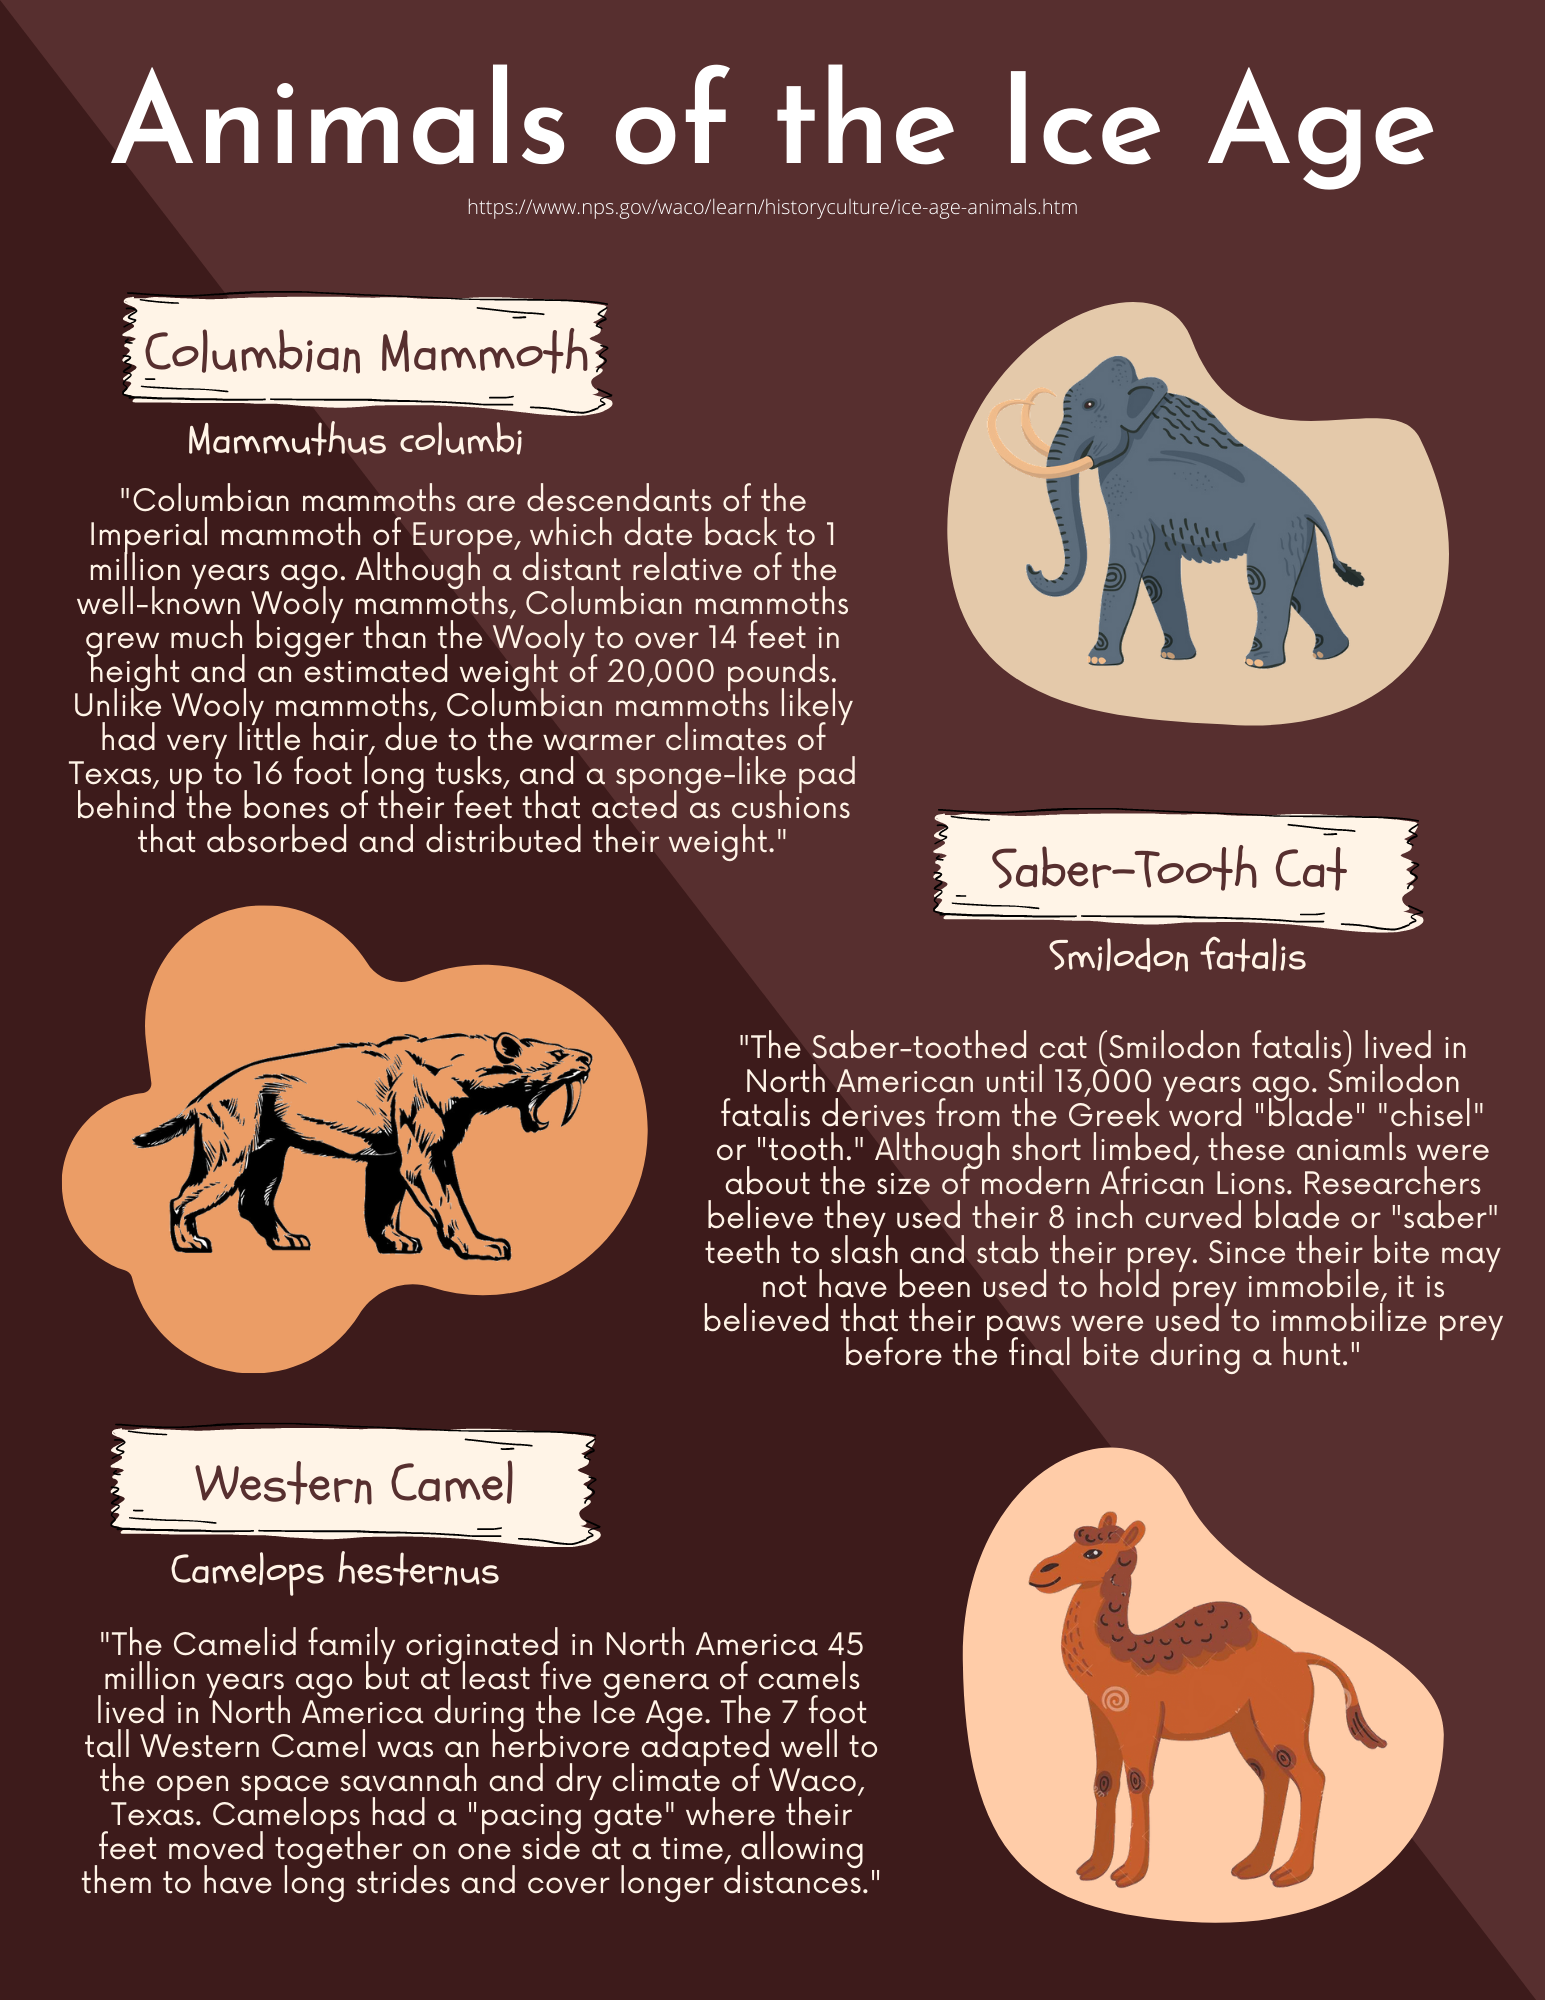 Animals of the Ice Age
https://www.nps.gov/waco/learn/historyculture/ice-age-animals.htm
Columbian Mammoth
Mammuthus columbi
"Columbian mammoths are descendants of the
Imperial mammoth of Europe, which date back to 1
million years ago. Although a distant relative of the
well-known Wooly mammoths, Columbian mammoths
grew much bigger than the Wooly to over 14 feet in
height and an estimated weight of 20,000 pounds.
Unlike Wooly mammoths, Columbian mammoths likely
had very little hair, due to the warmer climates of
Texas, up to 16 foot long tusks, and a sponge-like pad
behind the bones of their feet that acted as cushions
that absorbed and distributed their weight."
Saber-Tooth Cat
Smilodon fatalis
"The Saber-toothed cat (Smilodon fatalis) lived in
North American until 13,000 years ago. Smilodon
fatalis derives from the Greek word "blade" "chisel"
or "tooth." Although short limbed, these aniamls were
about the size of modern African Lions. Researchers
believe they used their 8 inch curved blade or "saber"
teeth to slash and stab their prey. Since their bite may
not have been used to hold prey immobile, it is
believed that their paws were used to immobilize prey
before the final bite during a hunt."
Western Camel
Camelops hesternus
"The Camelid family originated in North America 45
million years ago but at least five genera of camels
lived in North America during the Ice Age. The 7 foot
tall Western Camel was an herbivore adapted well to
the open space savannah and dry climate of Waco,
Texas. Camelops had a "pacing gate" where their
feet moved together on one side at a time, allowing
them to have long strides and cover longer distances."